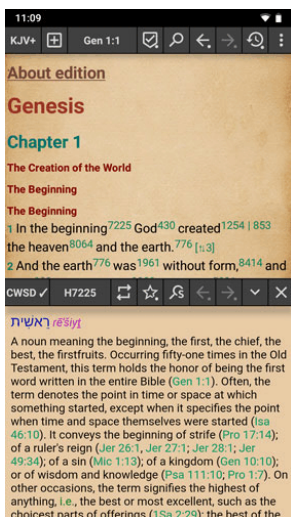 11:09
KJV+ Gen 1:1
About edition
Genesis
Chapter 1
The Creation of the World
The Beginning
The Beginning
1 In the beginning7225 God430 created1254 | 853
the heaven8064 and the earth.776 [1:3]
2 And the earth776 was1961 without form,8414 and
CWSD ✓ H7225
רֵאשִׁית rē'šiyṯ
A noun meaning the beginning, the first, the chief, the
best, the firstfruits. Occurring fifty-one times in the Old
Testament, this term holds the honor of being the first
word written in the entire Bible (Gen 1:1). Often, the
term denotes the point in time or space at which
something started, except when it specifies the point
when time and space themselves were started (Isa
46:10). It conveys the beginning of strife (Pro 17:14);
of a ruler's reign (Jer 26:1, Jer 27:1; Jer 28:1; Jer
49:34); of a sin (Mic 1:13); of a kingdom (Gen 10:10);
or of wisdom and knowledge (Psa 111:10; Pro 1:7). On
other occasions, the term signifies the highest of
anything, i.e., the best or most excellent, such as the
choicest parts of offerings (1Sa 2:29); the best of the